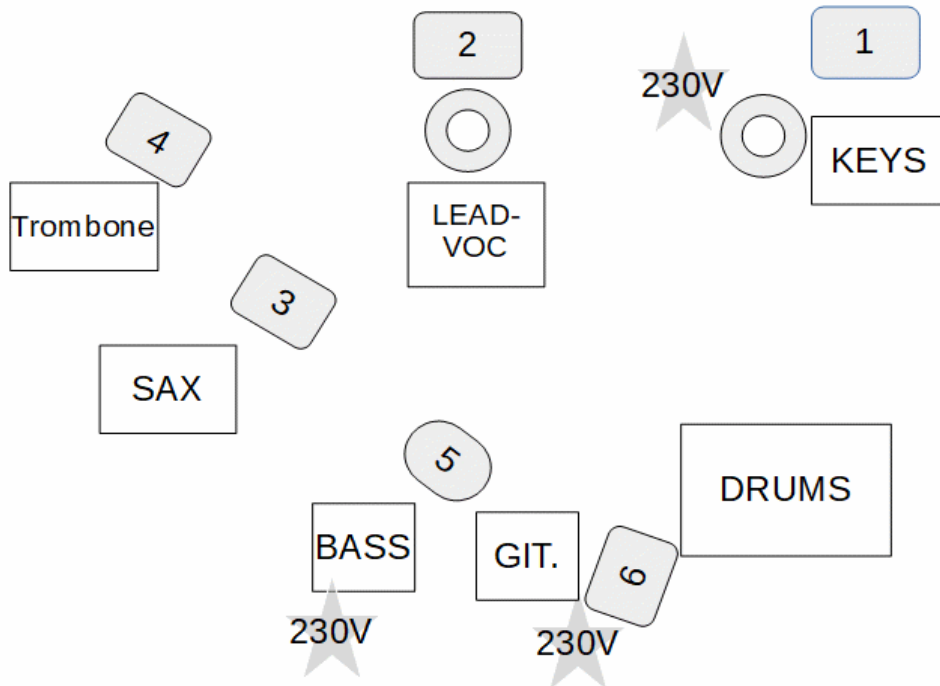 2
1
230V
4
KEYS
Trombone
LEAD-
VOC
3
SAX
5
DRUMS
BASS
GIT.
6
230V
230V